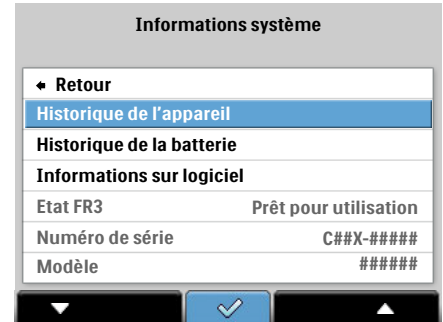 Informations système
Retour
Historique de l'appareil
Historique de la batterie
Informations sur logiciel
Etat FR3 Prêt pour utilisation
Numéro de série C##X-#####
Modèle ######